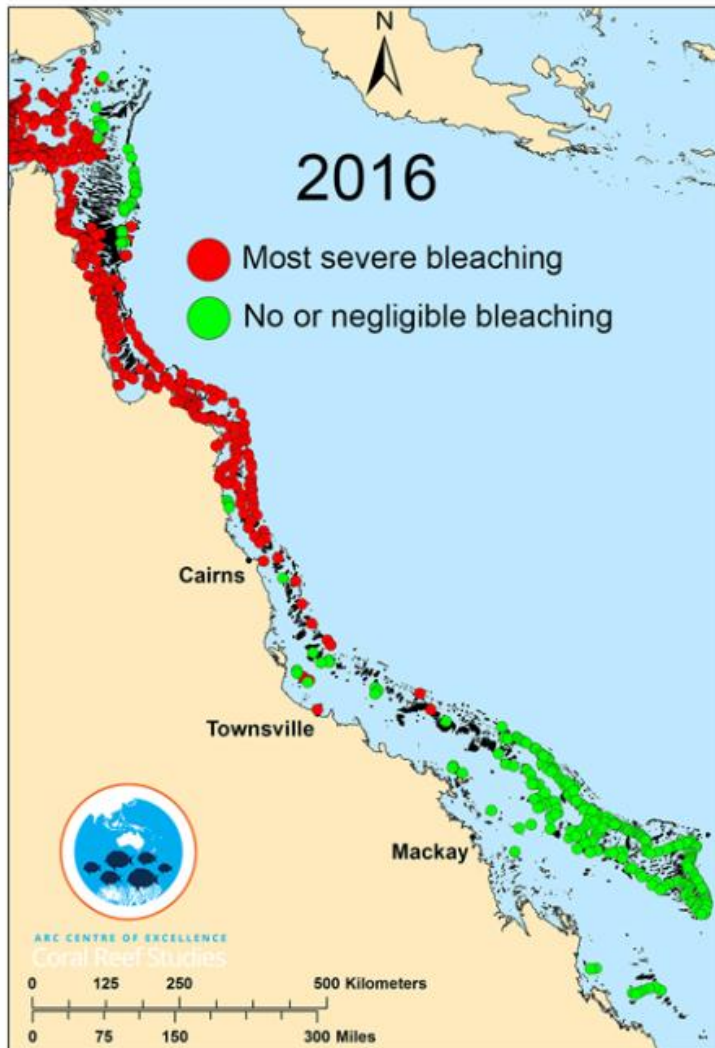 N
2016
Most severe bleaching
No or negligible bleaching
Cairns
Townsville
Mackay
ARC CENTRE OF EXCELLENCE
Coral Reef Studies
0 125 250 500 Kilometers
0 75 150 300 Miles